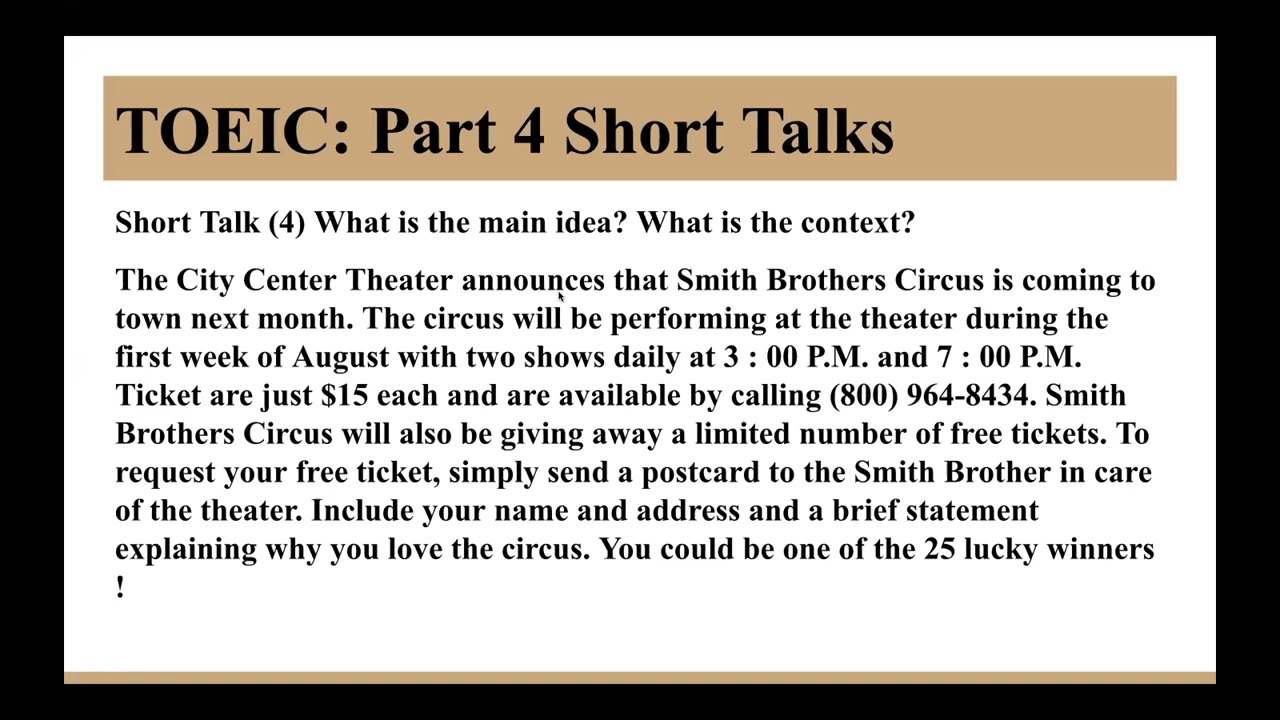 TOEIC: Part 4 Short Talks
Short Talk (4) What is the main idea? What is the context?
The City Center Theater announces that Smith Brothers Circus is coming to
town next month. The circus will be performing at the theater during the
first week of August with two shows daily at 3 : 00 P.M. and 7 : 00 P.M.
Ticket are just $15 each and are available by calling (800) 964-8434. Smith
Brothers Circus will also be giving away a limited number of free tickets. To
request your free ticket, simply send a postcard to the Smith Brother in care
of the theater. Include your name and address and a brief statement
explaining why you love the circus. You could be one of the 25 lucky winners
!